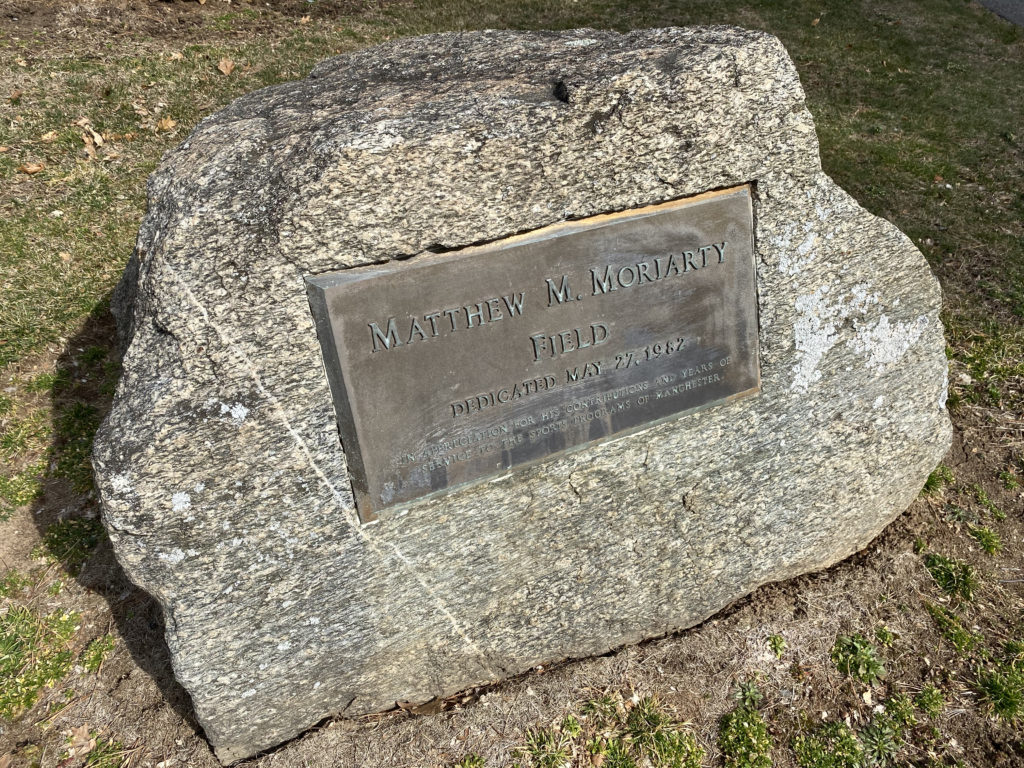 MATTHEW M. MORIARTY
FIELD
DEDICATED MAY 27, 1982
IN APPRECIATION FOR HIS CONTRIBUTIONS AND YEARS OF
SERVICE TO THE SPORTS PROGRAMS OF MANCHESTER.